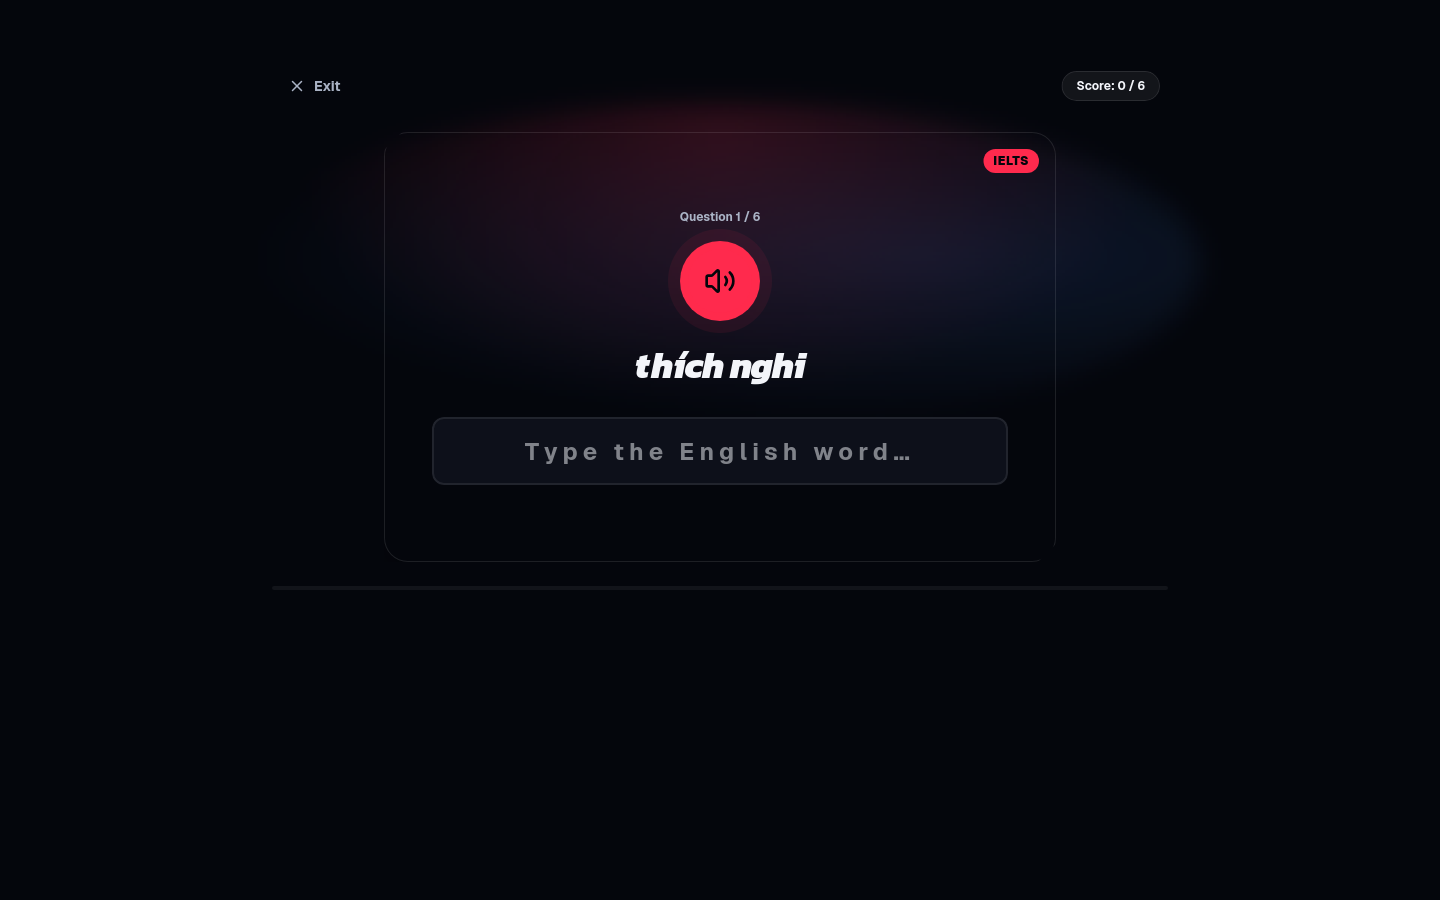 Exit
Score: 0 / 6
IELTS
Question 1 / 6
thích nghi
Type the English word…